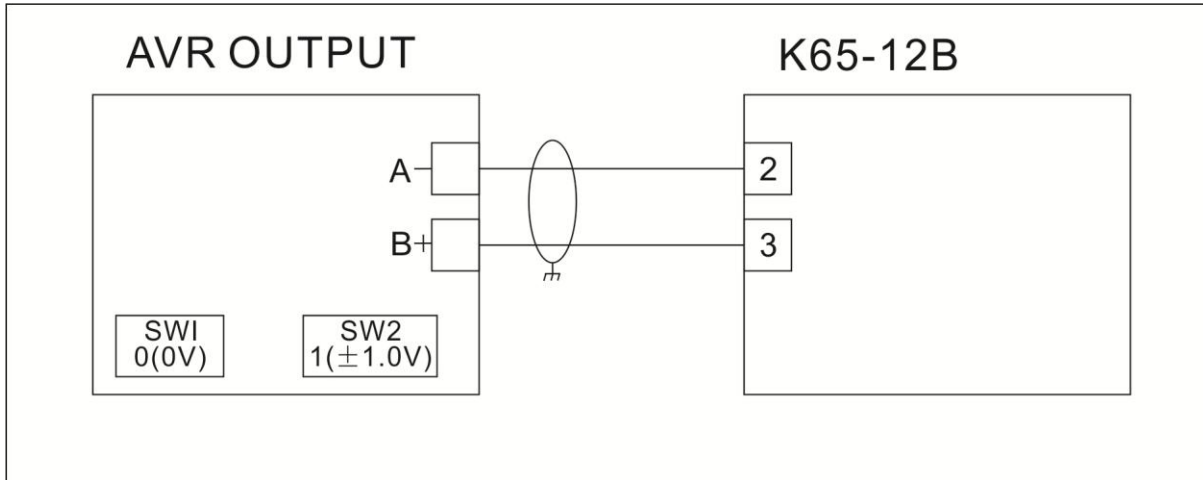 AVR OUTPUT
K65-12B
A−
B+
2
3
SWI
0(0V)
SW2
1(±1.0V)